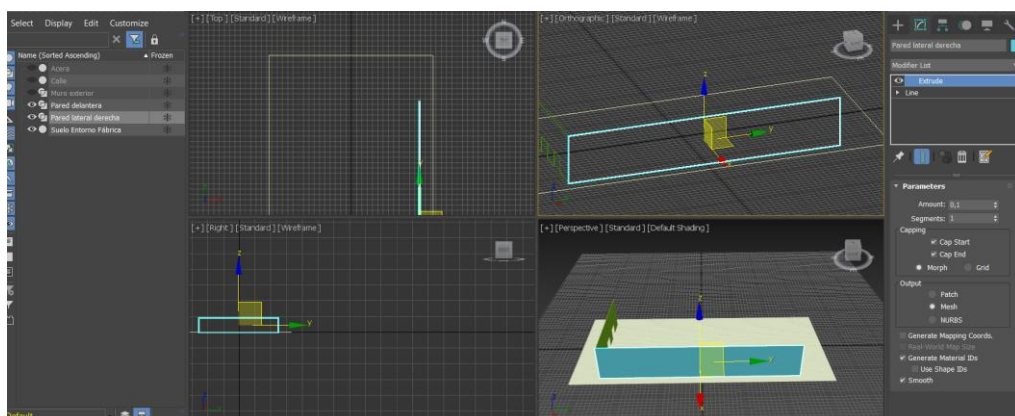 Select Display Edit Customize
Name (Sorted Ascending) ▲ Frozen
Acera
Calle
Muro exterior
Pared delantera
Pared lateral derecha
Suelo Entorno Fábrica
Default
[+] [Top] [Standard] [Wireframe]
[+] [Orthographic] [Standard] [Wireframe]
[+] [Right] [Standard] [Wireframe]
[+] [Perspective] [Standard] [Default Shading]
z
y
z
y
z
y
x
Pared lateral derecha
Modifier List
Extrude
Line
Parameters
Amount: 0,1
Segments: 1
Capping
Cap Start
Cap End
Morph Grid
Output
Patch
Mesh
NURBS
Generate Mapping Coords.
Real-World Map Size
Generate Material IDs
Use Shape IDs
Smooth